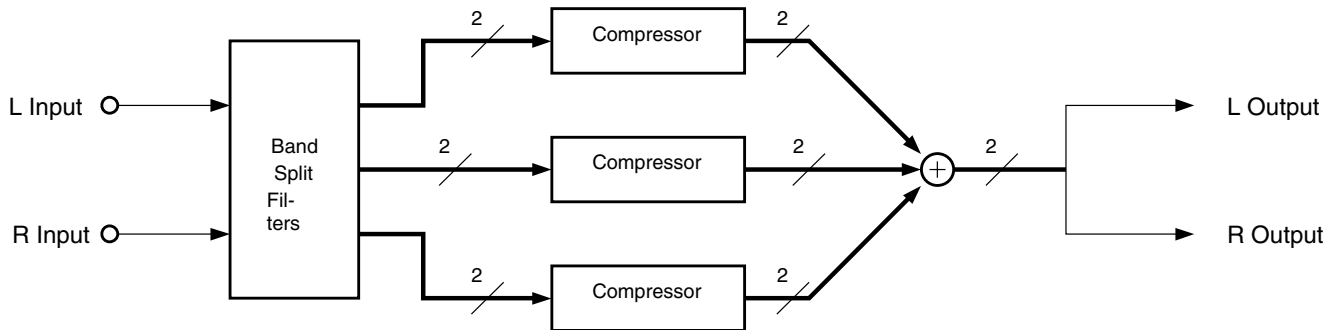 2
Compressor
2
L Input
L Output
Band
Split
Fil-
ters
2
Compressor
2
+
2
R Input
R Output
2
Compressor
2